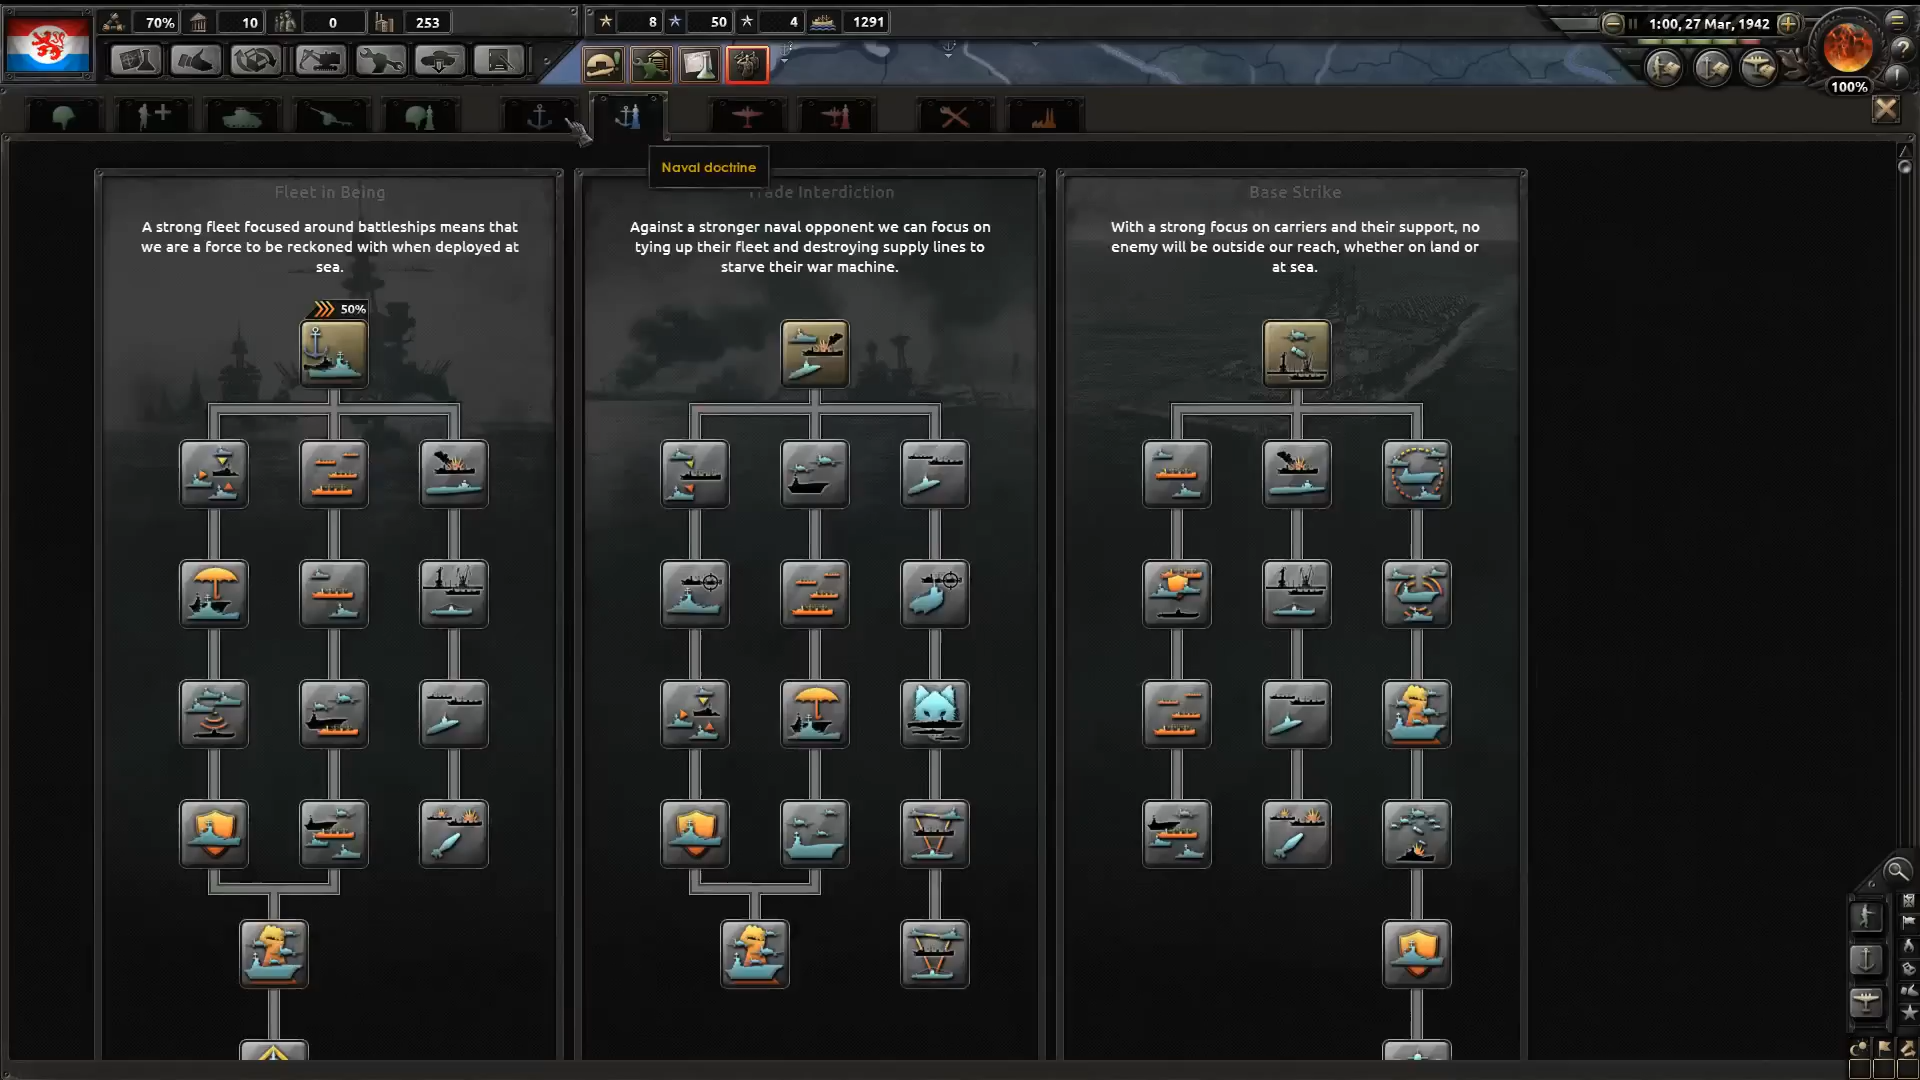 70%
10
0
253
8
50
4
1291
1:00, 27 Mar, 1942
100%
Naval doctrine
Fleet in Being
Trade Interdiction
Base Strike
A strong fleet focused around battleships means that
we are a force to be reckoned with when deployed at
sea.
Against a stronger naval opponent we can focus on
tying up their fleet and destroying supply lines to
starve their war machine.
With a strong focus on carriers and their support, no
enemy will be outside our reach, whether on land or
at sea.
50%